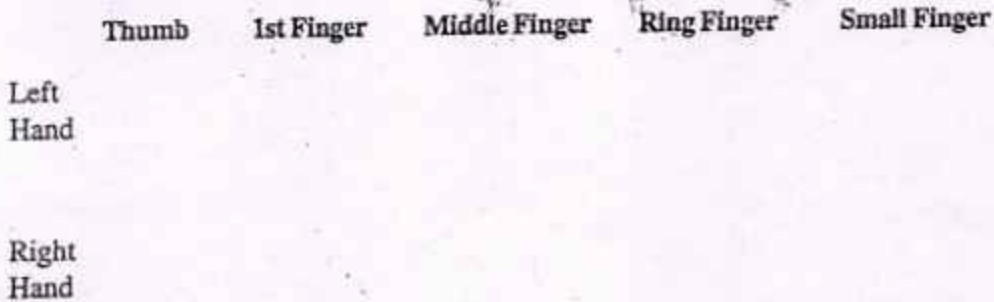 Thumb 1st Finger Middle Finger Ring Finger Small Finger
Left
Hand
Right
Hand